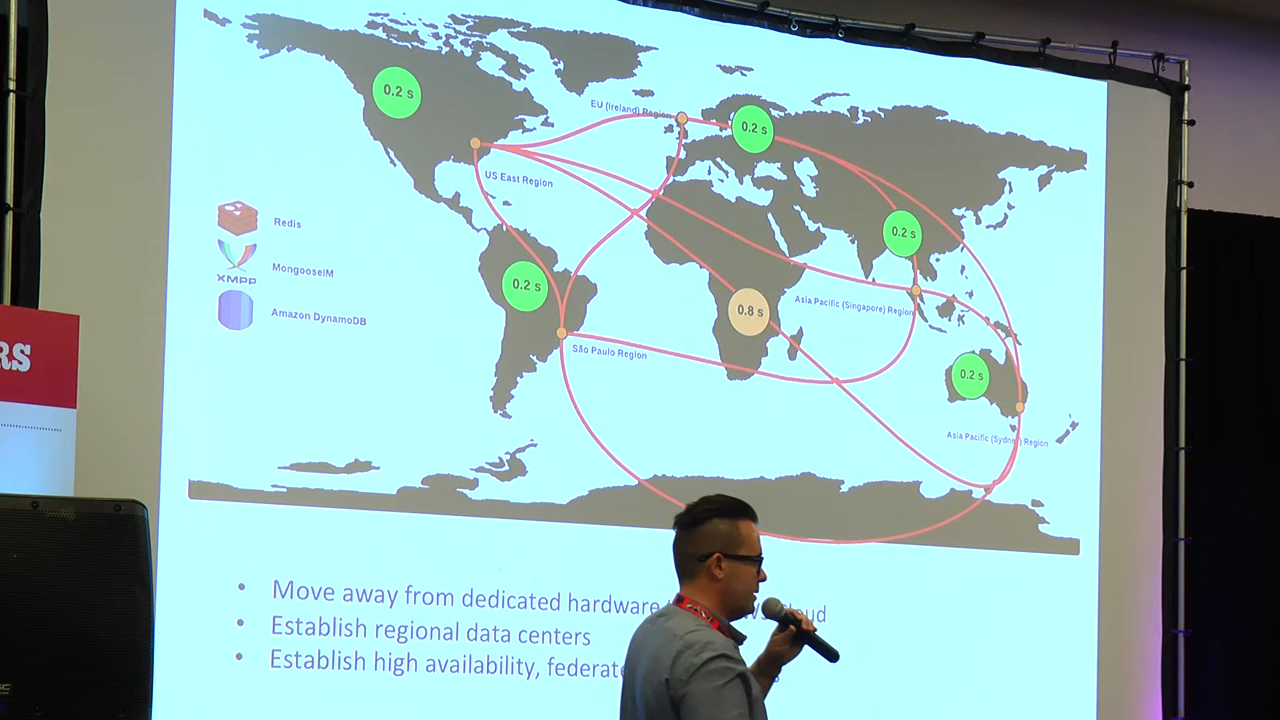 0.2 s
EU (Ireland) Region
0.2 s
US East Region
Redis
0.2 s
XMPP
MongooseIM
0.2 s
0.8 s
Asia Pacific (Singapore) Region
Amazon DynamoDB
São Paulo Region
RS
0.2 s
Asia Pacific (Sydney) Region
• Move away from dedicated hardware
• Establish regional data centers
• Establish high availability,